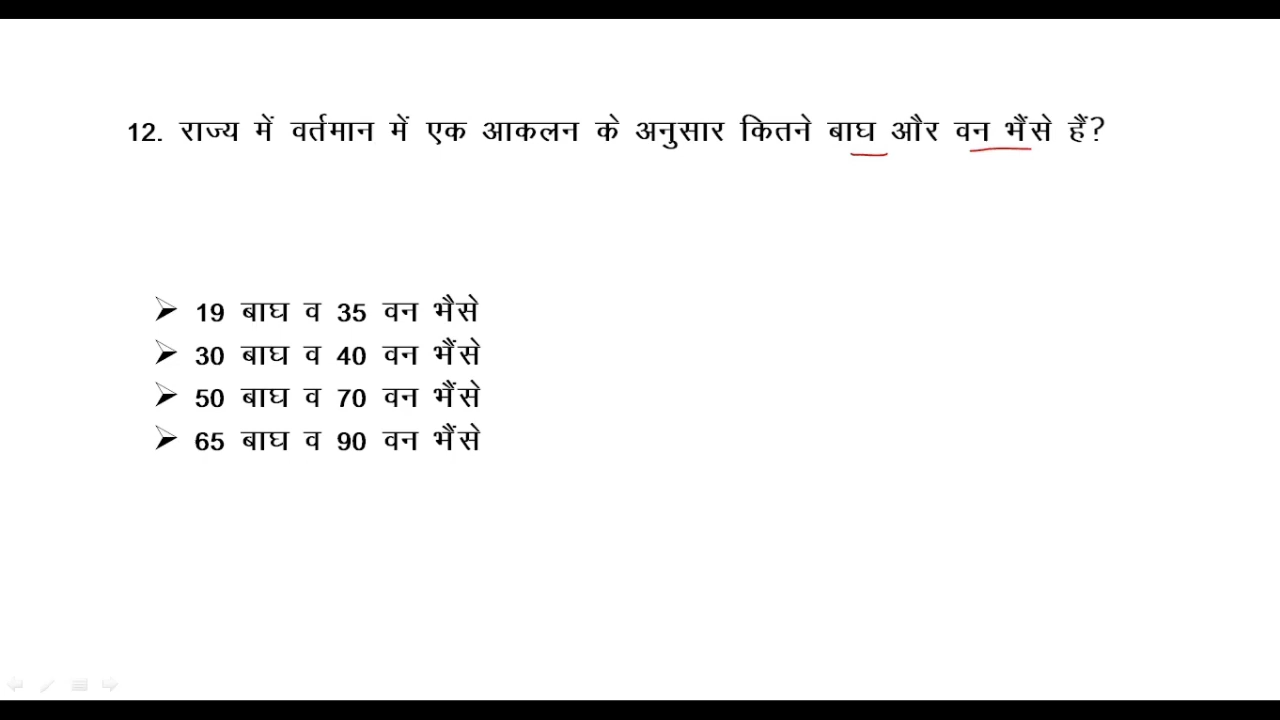 12. राज्य में वर्तमान में एक आकलन के अनुसार कितने बाघ और वन भैंसे हैं?
19 बाघ व 35 वन भैसे
30 बाघ व 40 वन भैंसे
50 बाघ व 70 वन भैंसे
65 बाघ व 90 वन भैंसे